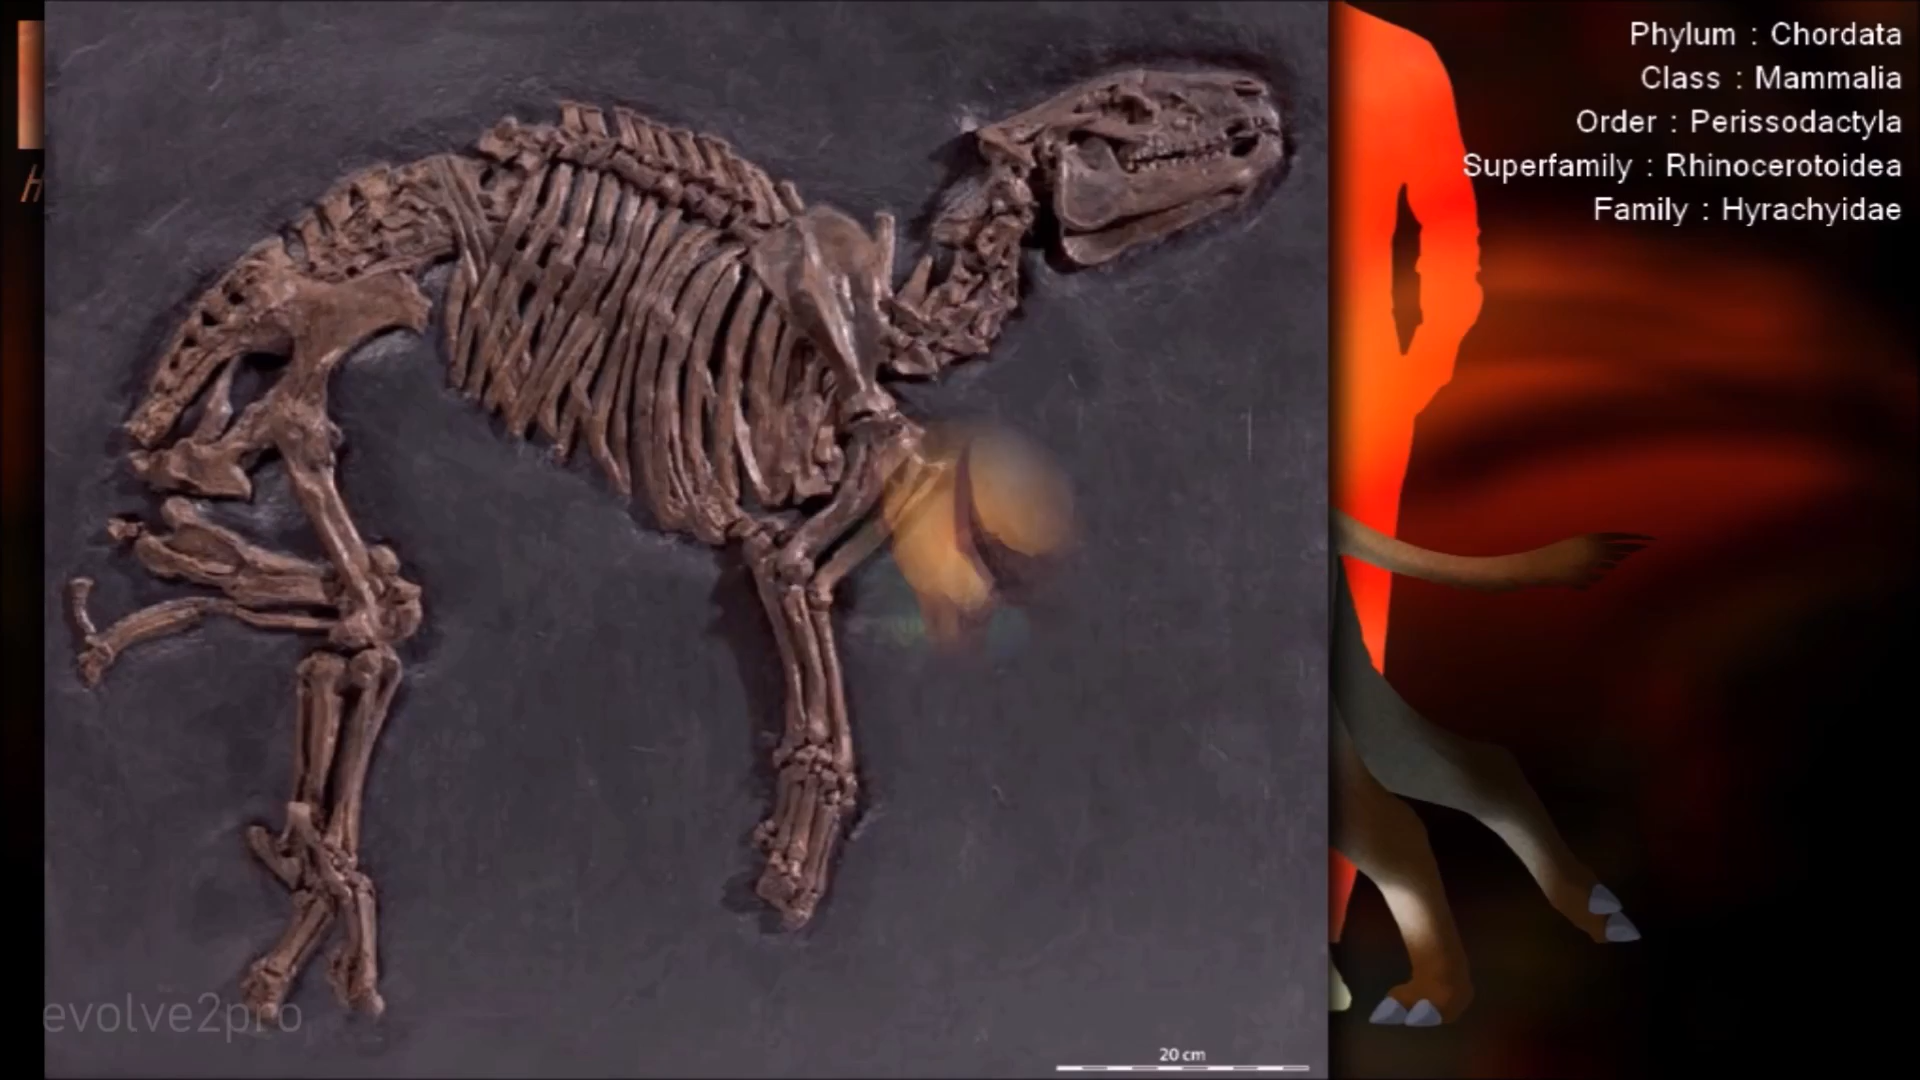 Phylum : Chordata
Class : Mammalia
Order : Perissodactyla
Superfamily : Rhinocerotoidea
Family : Hyrachyidae
evolve2pro
20 cm